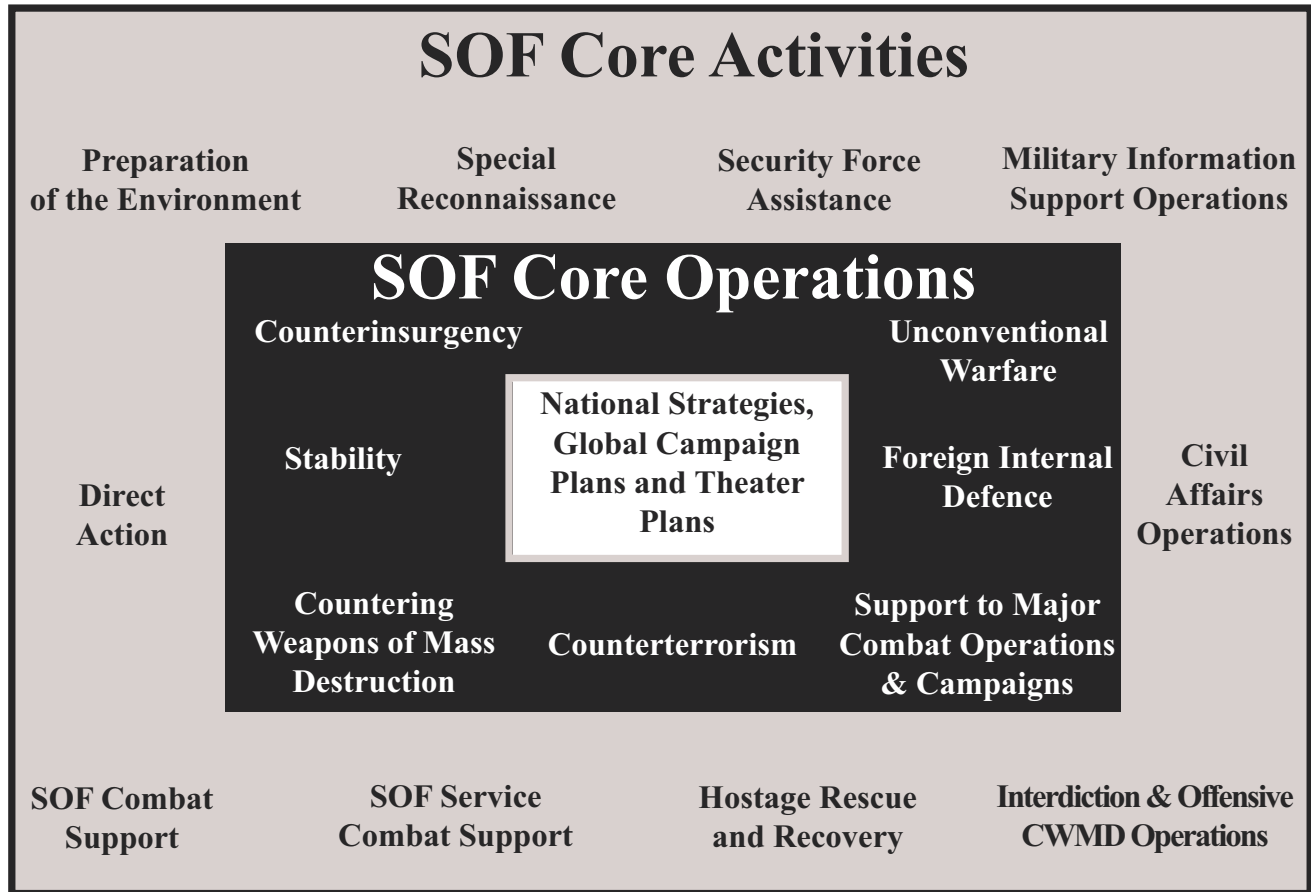 SOF Core Activities
Preparation
of the Environment
Special
Reconnaissance
Security Force
Assistance
Military Information
Support Operations
SOF Core Operations
Counterinsurgency
Unconventional
Warfare
National Strategies,
Global Campaign
Plans and Theater
Plans
Stability
Foreign Internal
Defence
Direct
Action
Civil
Affairs
Operations
Countering
Weapons of Mass
Destruction
Counterterrorism
Support to Major
Combat Operations
& Campaigns
SOF Combat
Support
SOF Service
Combat Support
Hostage Rescue
and Recovery
Interdiction & Offensive
CWMD Operations